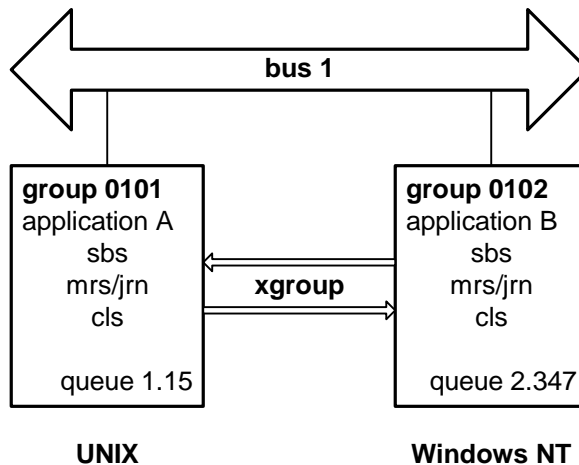 bus 1
group 0101
application A
sbs
mrs/jrn
cls
queue 1.15
xgroup
group 0102
application B
sbs
mrs/jrn
cls
queue 2.347
UNIX
Windows NT